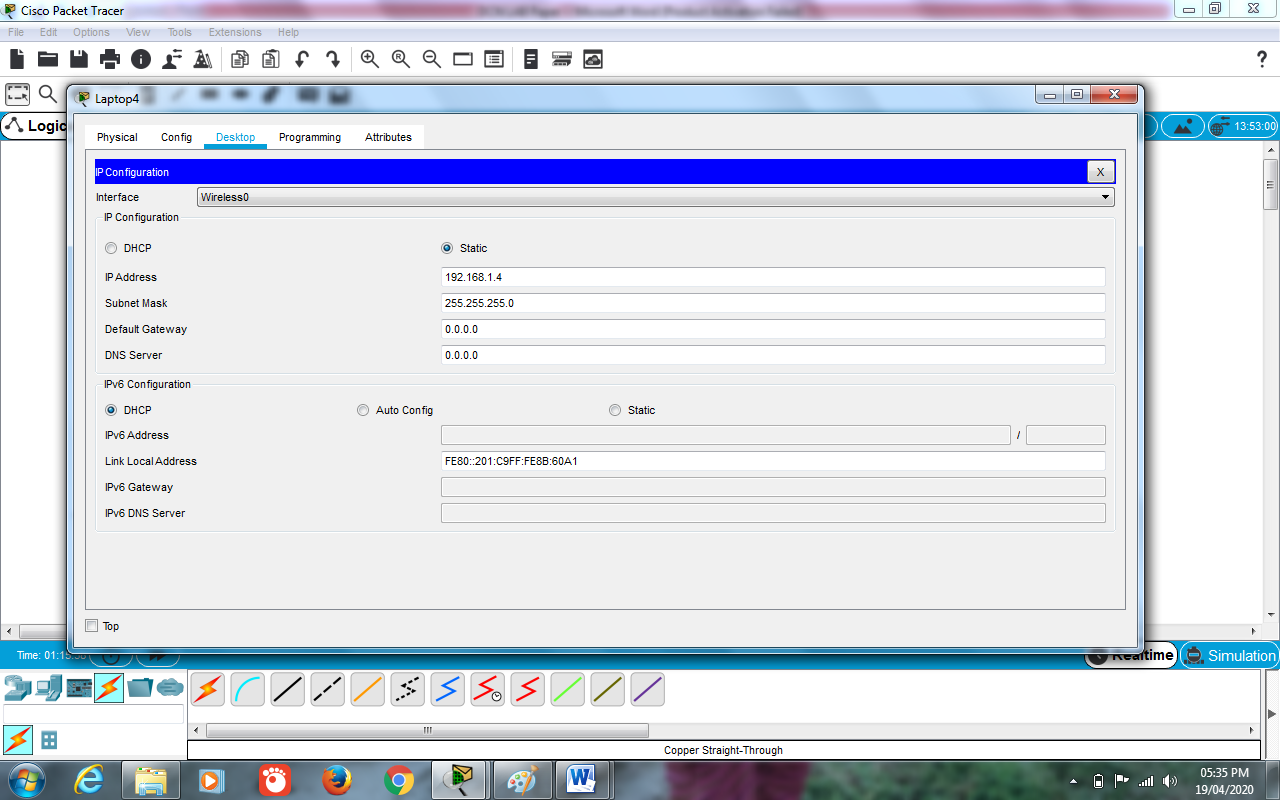 Cisco Packet Tracer
File Edit Options View Tools Extensions Help
Laptop4
Logic
13:53:00
Physical Config Desktop Programming Attributes
IP Configuration X
Interface Wireless0
IP Configuration
DHCP Static
IP Address 192.168.1.4
Subnet Mask 255.255.255.0
Default Gateway 0.0.0.0
DNS Server 0.0.0.0
IPv6 Configuration
DHCP Auto Config Static
IPv6 Address /
Link Local Address FE80::201:C9FF:FE8B:60A1
IPv6 Gateway
IPv6 DNS Server
Top
Realtime Simulation
Copper Straight-Through
05:35 PM
19/04/2020